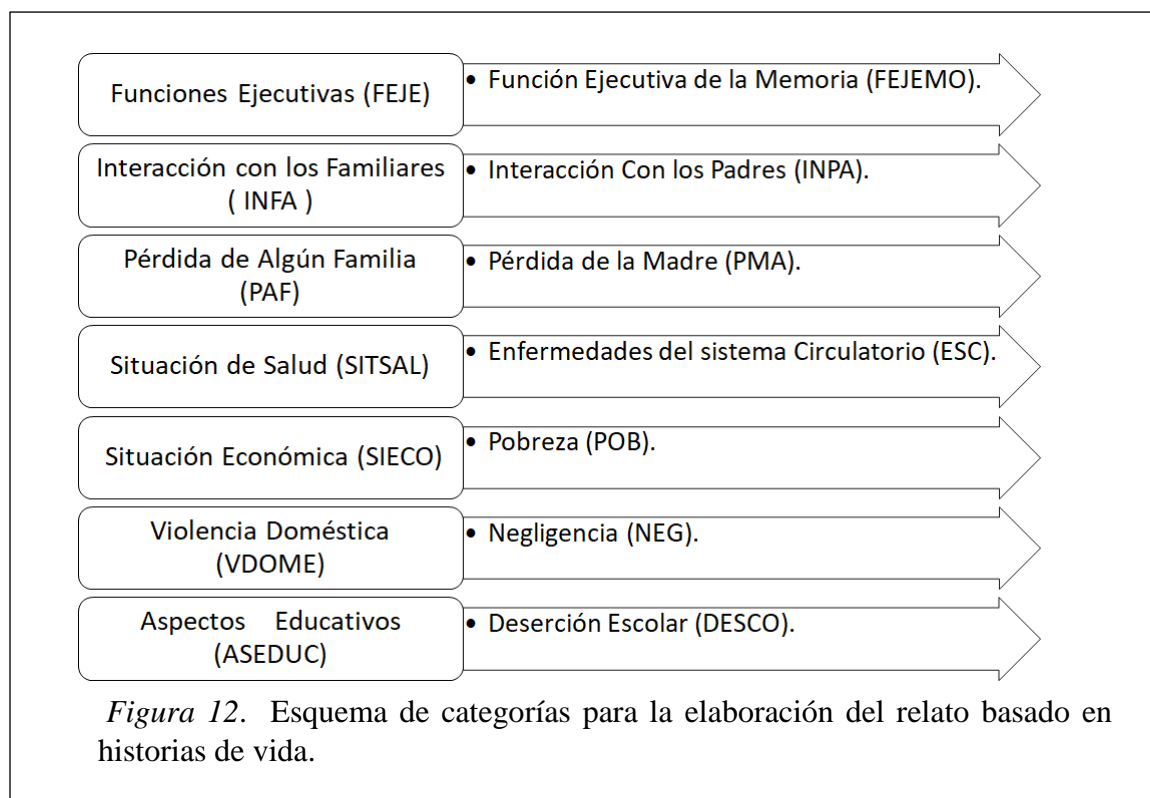 Funciones Ejecutivas (FEJE)
• Función Ejecutiva de la Memoria (FEJEMO).
Interacción con los Familiares
( INFA )
• Interacción Con los Padres (INPA).
Pérdida de Algún Familia
(PAF)
• Pérdida de la Madre (PMA).
Situación de Salud (SITSAL)
• Enfermedades del sistema Circulatorio (ESC).
Situación Económica (SIECO)
• Pobreza (POB).
Violencia Doméstica
(VDOME)
• Negligencia (NEG).
Aspectos Educativos
(ASEDUC)
• Deserción Escolar (DESCO).
Figura 12. Esquema de categorías para la elaboración del relato basado en
historias de vida.